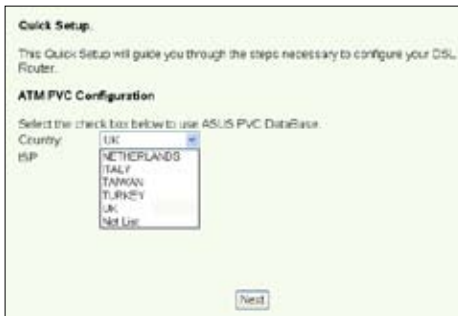 Quick Setup.
This Quick Setup will guide you through the steps necessary to configure your DSL
Router.
ATM PVC Configuration
Select the check box below to use ASUS PVC DataBase.
Country UK
ISP NETHERLANDS
ITALY
TAIWAN
TURKEY
UK
Not List
Next